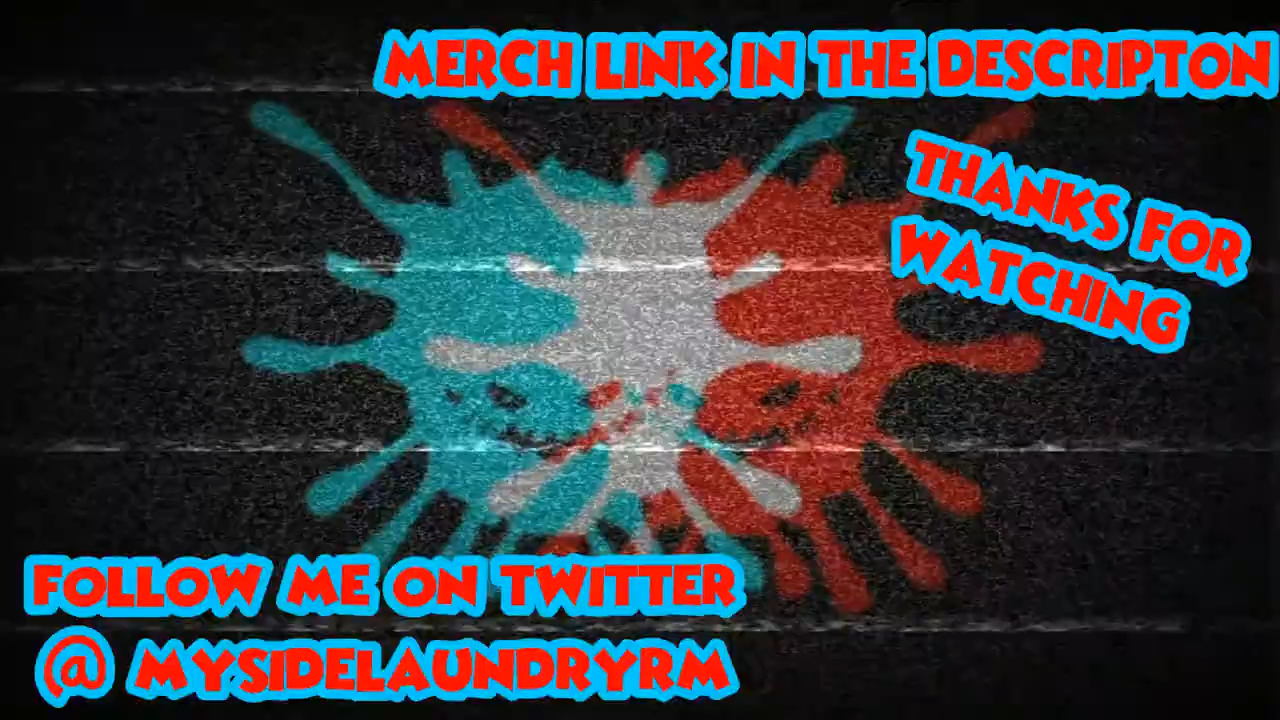 MERCH LINK IN THE DESCRIPTON
THANKS FOR
WATCHING
FOLLOW ME ON TWITTER
@ MYSIDELAUNDRYRM